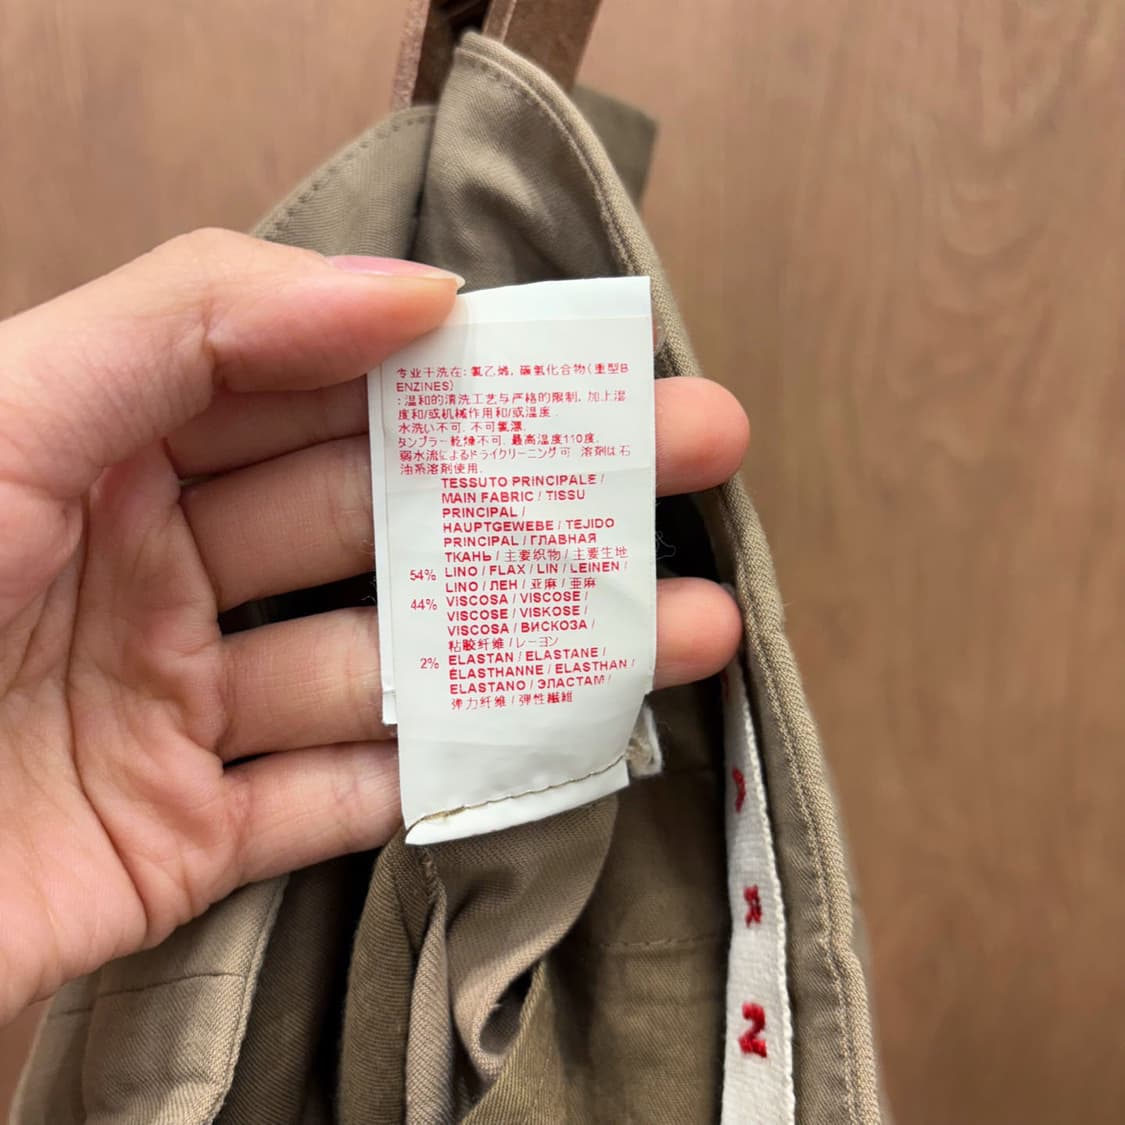 专业干洗在: 氯乙烯, 碳氢化合物(重型B
ENZINES)
: 温和的清洗工艺与严格的限制, 加上湿
度和/或机械作用和/或温度.
水洗い不可. 不可氯漂.
タンブラー乾燥不可. 最高温度110度.
弱水流によるドライクリーニング可 溶剤は石
油系溶剤使用.
TESSUTO PRINCIPALE /
MAIN FABRIC / TISSU
PRINCIPAL /
HAUPTGEWEBE / TEJIDO
PRINCIPAL / ГЛАВНАЯ
ТКАНЬ / 主要织物 / 主要生地
54% LINO / FLAX / LIN / LEINEN /
LINO / ЛЕН / 亚麻 / 亜麻
44% VISCOSA / VISCOSE /
VISCOSE / VISKOSE /
VISCOSA / ВИСКОЗА /
粘胶纤维 / レーヨン
2% ELASTAN / ELASTANE /
ÉLASTHANNE / ELASTHAN /
ELASTANO / ЭЛАСТАМ /
弹力纤维 / 弾性繊維